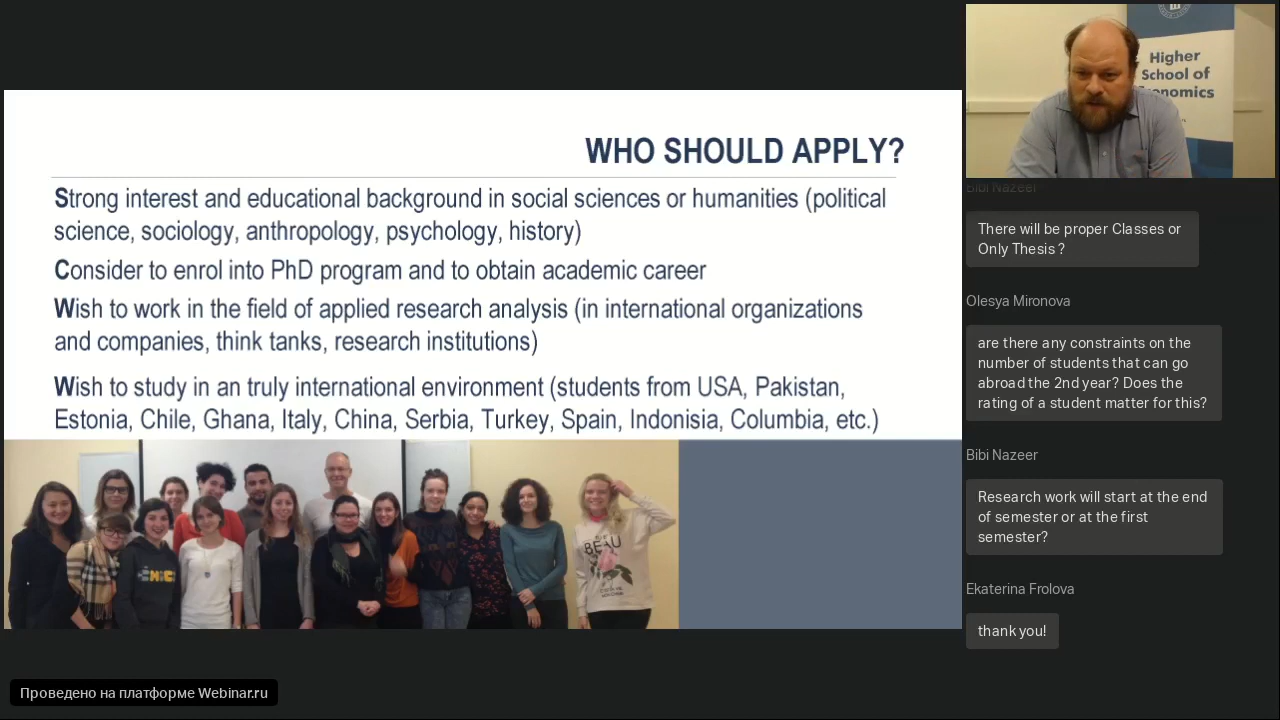 WHO SHOULD APPLY?
Strong interest and educational background in social sciences or humanities (political
science, sociology, anthropology, psychology, history)
Consider to enrol into PhD program and to obtain academic career
Wish to work in the field of applied research analysis (in international organizations
and companies, think tanks, research institutions)
Wish to study in an truly international environment (students from USA, Pakistan,
Estonia, Chile, Ghana, Italy, China, Serbia, Turkey, Spain, Indonisia, Columbia, etc.)
BEAU
Проведено на платформе Webinar.ru
Higher
School of
Economics
Bibi Nazeer
There will be proper Classes or
Only Thesis ?
Olesya Mironova
are there any constraints on the
number of students that can go
abroad the 2nd year? Does the
rating of a student matter for this?
Bibi Nazeer
Research work will start at the end
of semester or at the first
semester?
Ekaterina Frolova
thank you!